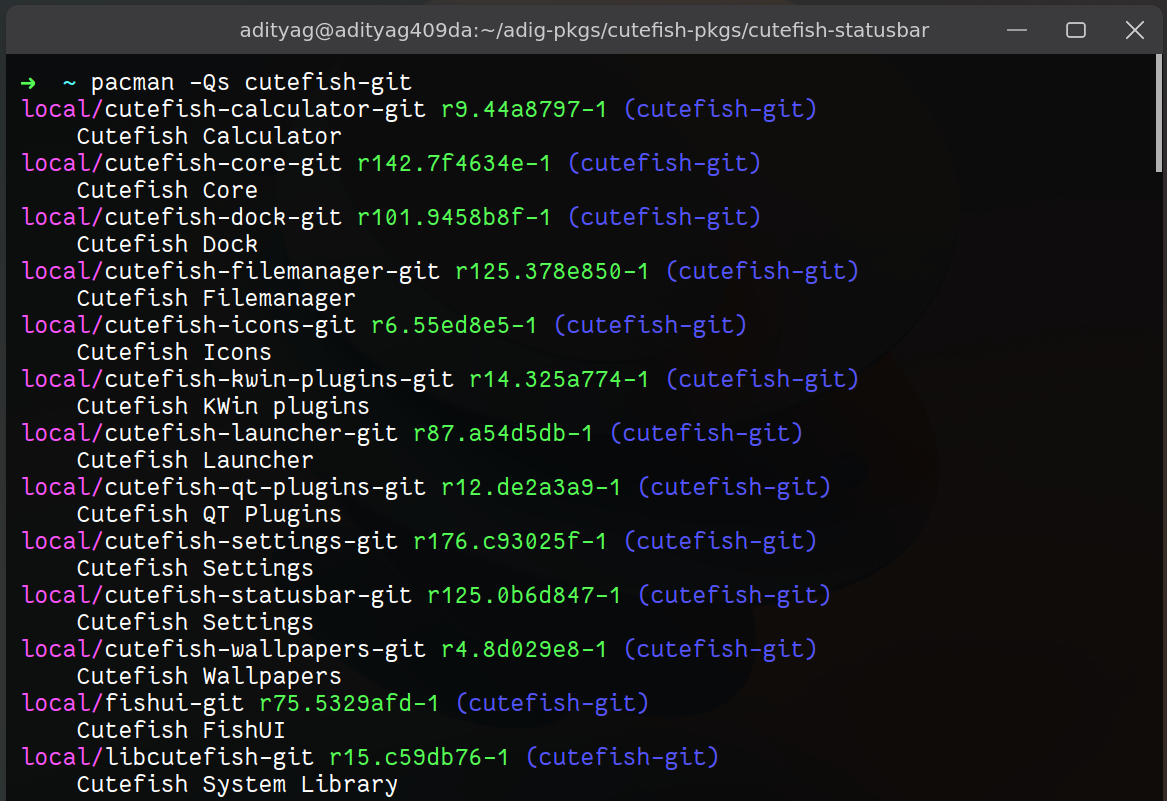 adityag@adityag409da:~/adig-pkgs/cutefish-pkgs/cutefish-statusbar
➜  ~ pacman -Qs cutefish-git
local/cutefish-calculator-git r9.44a8797-1 (cutefish-git)
    Cutefish Calculator
local/cutefish-core-git r142.7f4634e-1 (cutefish-git)
    Cutefish Core
local/cutefish-dock-git r101.9458b8f-1 (cutefish-git)
    Cutefish Dock
local/cutefish-filemanager-git r125.378e850-1 (cutefish-git)
    Cutefish Filemanager
local/cutefish-icons-git r6.55ed8e5-1 (cutefish-git)
    Cutefish Icons
local/cutefish-kwin-plugins-git r14.325a774-1 (cutefish-git)
    Cutefish KWin plugins
local/cutefish-launcher-git r87.a54d5db-1 (cutefish-git)
    Cutefish Launcher
local/cutefish-qt-plugins-git r12.de2a3a9-1 (cutefish-git)
    Cutefish QT Plugins
local/cutefish-settings-git r176.c93025f-1 (cutefish-git)
    Cutefish Settings
local/cutefish-statusbar-git r125.0b6d847-1 (cutefish-git)
    Cutefish Settings
local/cutefish-wallpapers-git r4.8d029e8-1 (cutefish-git)
    Cutefish Wallpapers
local/fishui-git r75.5329afd-1 (cutefish-git)
    Cutefish FishUI
local/libcutefish-git r15.c59db76-1 (cutefish-git)
    Cutefish System Library